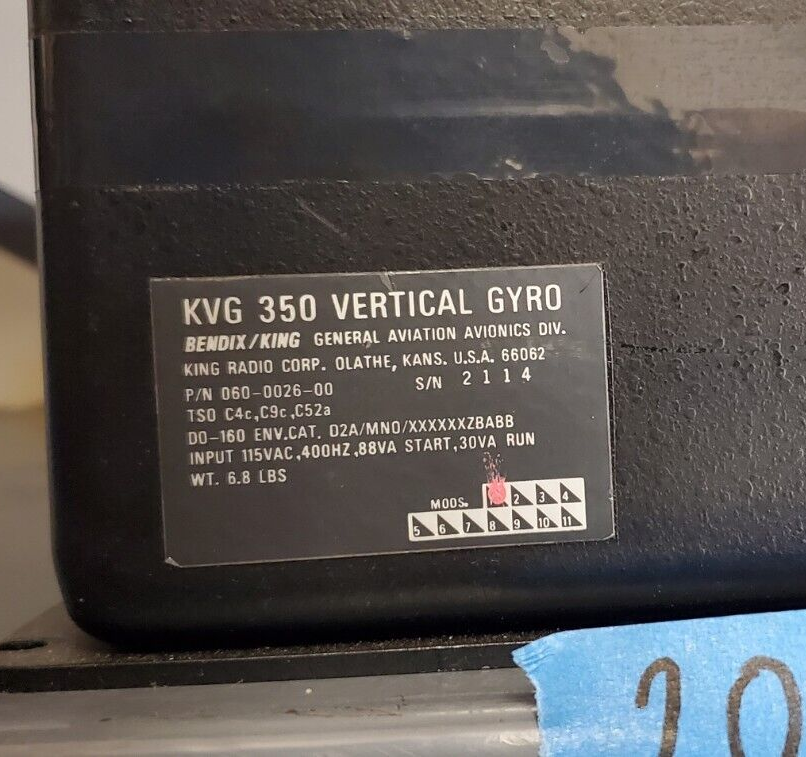 KVG 350 VERTICAL GYRO
BENDIX/KING GENERAL AVIATION AVIONICS DIV.
KING RADIO CORP. OLATHE, KANS. U.S.A. 66062
P/N 060-0026-00 S/N 2114
TSO C4c,C9c,C52a
DO-160 ENV.CAT. D2A/MNO/XXXXXXZBABB
INPUT 115VAC,400HZ,88VA START,30VA RUN
WT. 6.8 LBS
MODS. 2 3 4
5 6 7 8 9 10 11
20